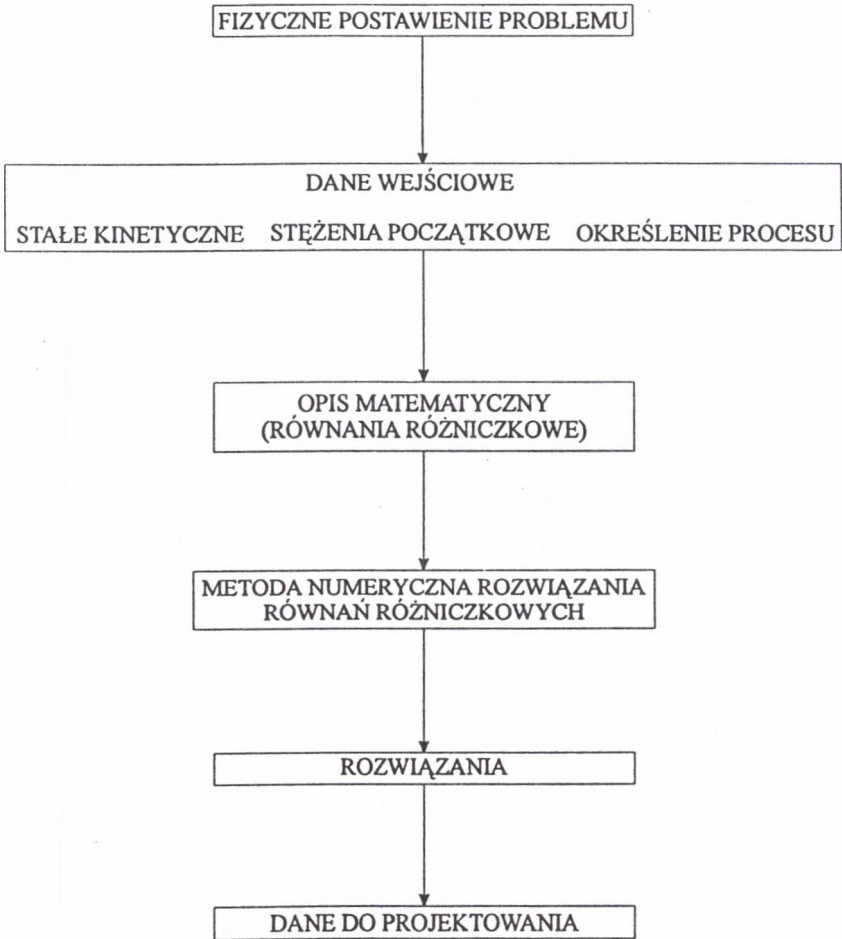 FIZYCZNE POSTAWIENIE PROBLEMU
DANE WEJŚCIOWE
STAŁE KINETYCZNE STĘŻENIA POCZĄTKOWE OKREŚLENIE PROCESU
OPIS MATEMATYCZNY
(RÓWNANIA RÓŻNICZKOWE)
METODA NUMERYCZNA ROZWIĄZANIA
RÓWNAŃ RÓŻNICZKOWYCH
ROZWIĄZANIA
DANE DO PROJEKTOWANIA